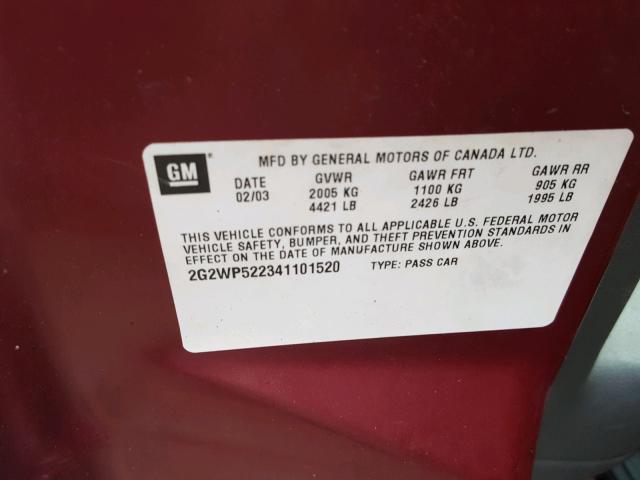 GM
MFD BY GENERAL MOTORS OF CANADA LTD.
DATE GVWR GAWR FRT GAWR RR
02/03 2005 KG 1100 KG 905 KG
4421 LB 2426 LB 1995 LB
THIS VEHICLE CONFORMS TO ALL APPLICABLE U.S. FEDERAL MOTOR
VEHICLE SAFETY, BUMPER, AND THEFT PREVENTION STANDARDS IN
EFFECT ON THE DATE OF MANUFACTURE SHOWN ABOVE.
2G2WP522341101520 TYPE: PASS CAR